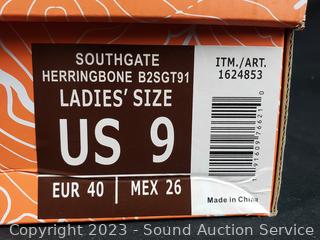 SOUTHGATE
HERRINGBONE B2SGT91
LADIES' SIZE
US 9
EUR 40 | MEX 26
ITM./ART.
1624853
Made in China
Copyright 2023 - Sound Auction Service